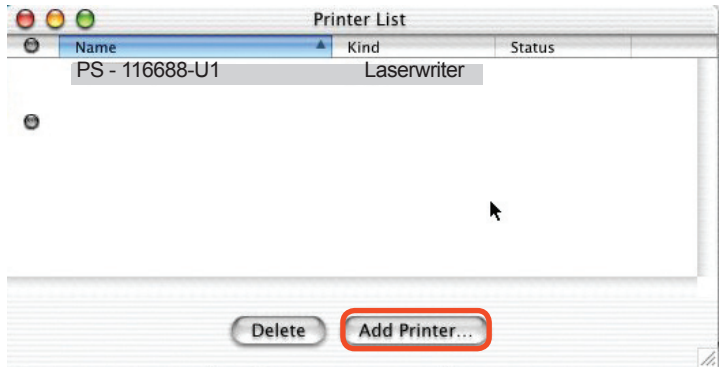 Printer List
Name Kind Status
PS - 116688-U1 Laserwriter
Delete Add Printer...